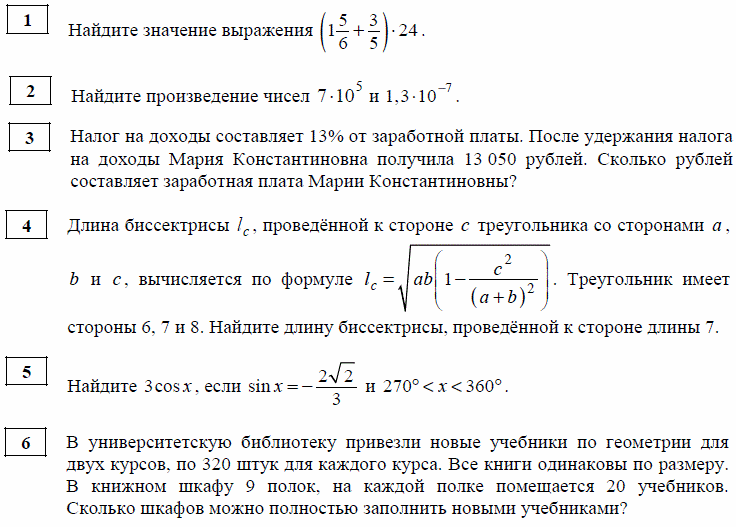 1 Найдите значение выражения (1 5/6 + 3/5) · 24 .
2 Найдите произведение чисел 7·10⁵ и 1,3·10⁻⁷ .
3 Налог на доходы составляет 13% от заработной платы. После удержания налога
на доходы Мария Константиновна получила 13 050 рублей. Сколько рублей
составляет заработная плата Марии Константиновны?
4 Длина биссектрисы l_c, проведённой к стороне c треугольника со сторонами a ,
b и c , вычисляется по формуле l_c = √(ab(1 − c²/(a+b)²)) . Треугольник имеет
стороны 6, 7 и 8. Найдите длину биссектрисы, проведённой к стороне длины 7.
5 Найдите 3cos x , если sin x = −2√2/3 и 270° < x < 360° .
6 В университетскую библиотеку привезли новые учебники по геометрии для
двух курсов, по 320 штук для каждого курса. Все книги одинаковы по размеру.
В книжном шкафу 9 полок, на каждой полке помещается 20 учебников.
Сколько шкафов можно полностью заполнить новыми учебниками?